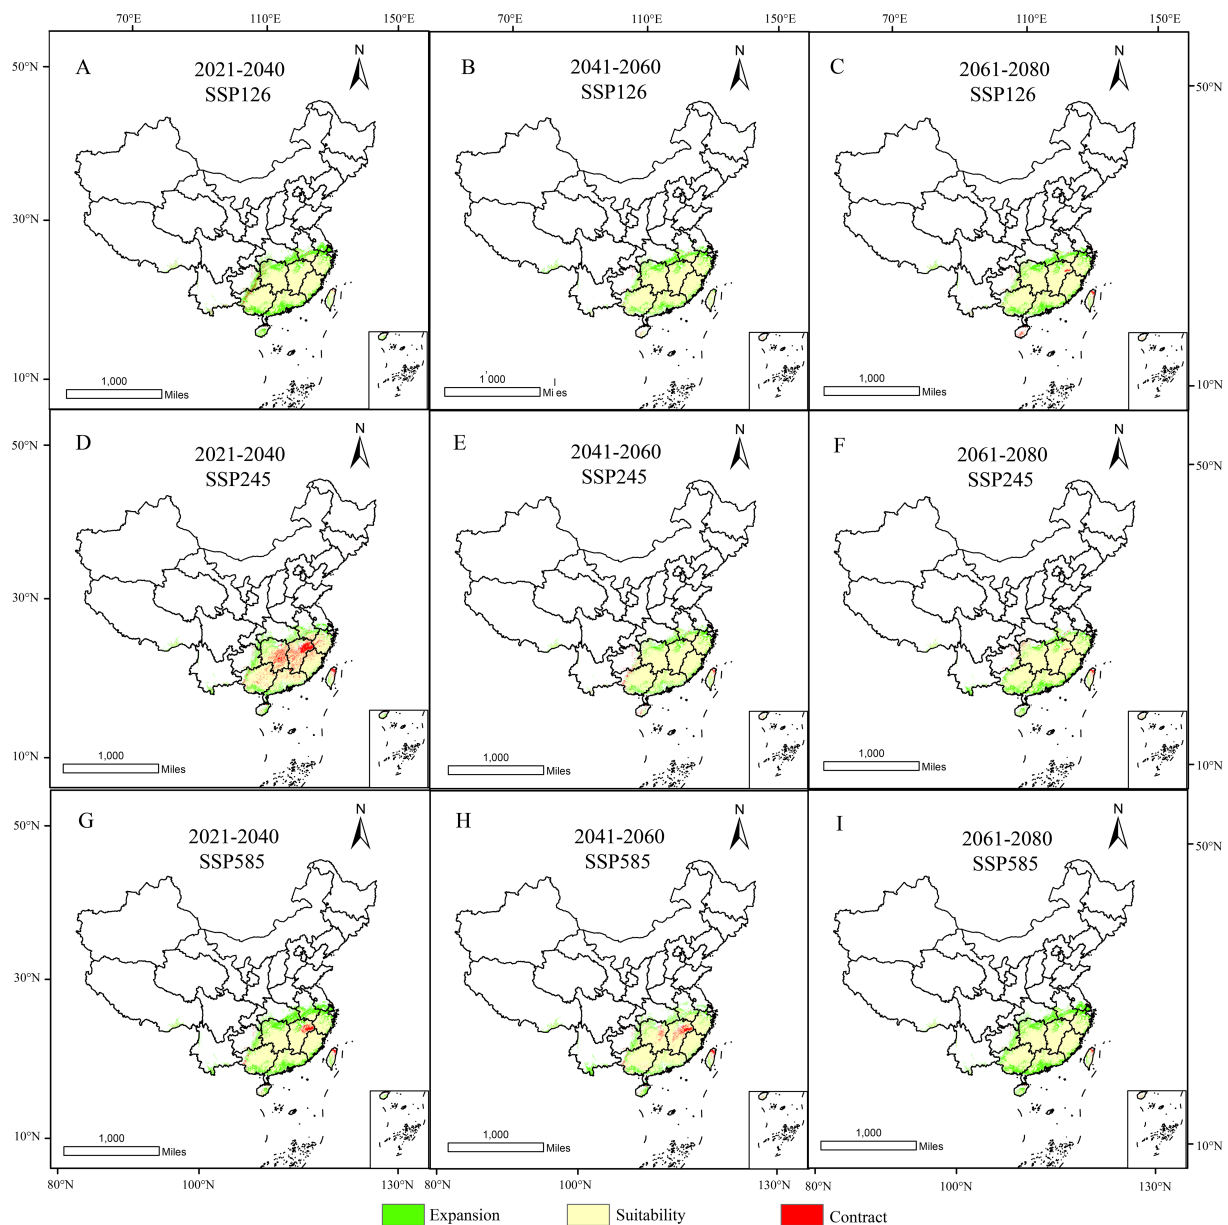 70°E 110°E 150°E 70°E 110°E 150°E 70°E 110°E 150°E
A 2021-2040 SSP126 N
B 2041-2060 SSP126 N
C 2061-2080 SSP126 N
50°N 50°N
30°N
10°N 10°N
1,000 Miles
1'000 Mi es
1,000 Miles
D 2021-2040 SSP245 N
E 2041-2060 SSP245 N
F 2061-2080 SSP245 N
50°N 50°N
30°N
10°N 10°N
1,000 Miles
1,000 Miles
1,000 Miles
G 2021-2040 SSP585 N
H 2041-2060 SSP585 N
I 2061-2080 SSP585 N
50°N 50°N
30°N
10°N 10°N
1,000 Miles
1,000 Miles
1,000 Miles
80°N 100°N 130°N 80°N 100°N 130°N 80°N 100°N 130°N
Expansion Suitability Contract